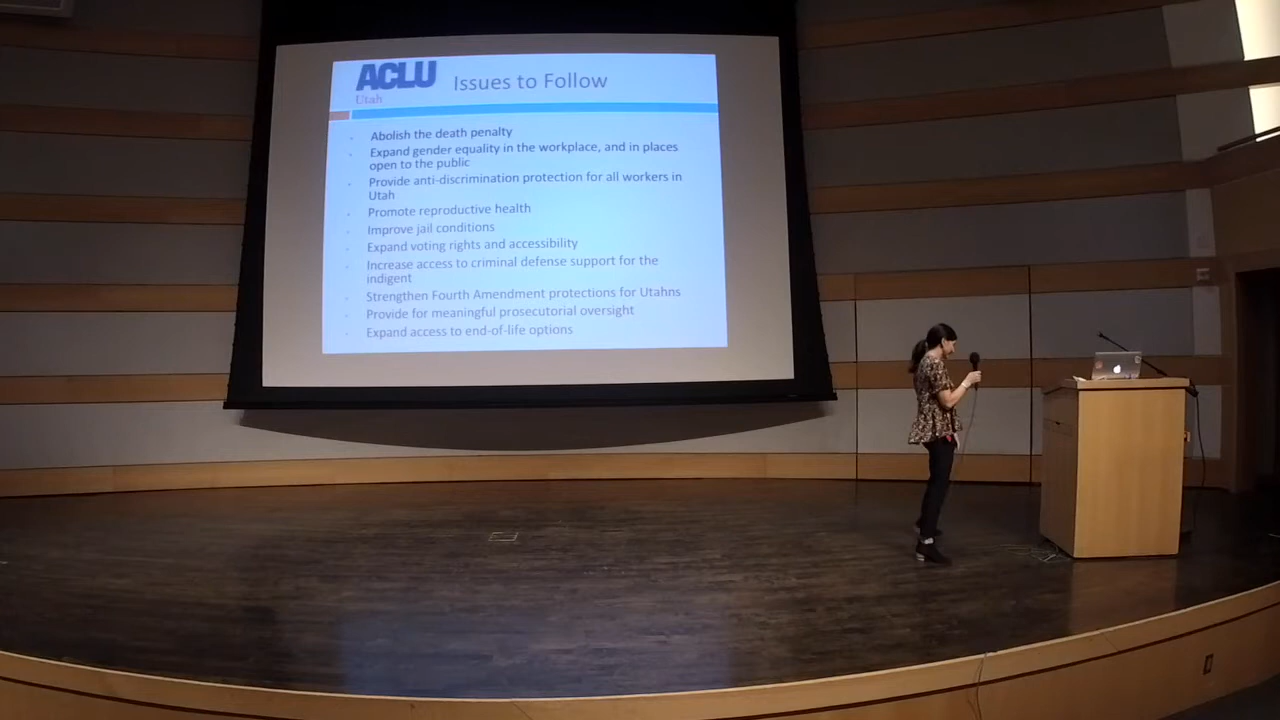 ACLU
Utah
Issues to Follow
Abolish the death penalty
Expand gender equality in the workplace, and in places
open to the public
Provide anti-discrimination protection for all workers in
Utah
Promote reproductive health
Improve jail conditions
Expand voting rights and accessibility
Increase access to criminal defense support for the
indigent
Strengthen Fourth Amendment protections for Utahns
Provide for meaningful prosecutorial oversight
Expand access to end-of-life options